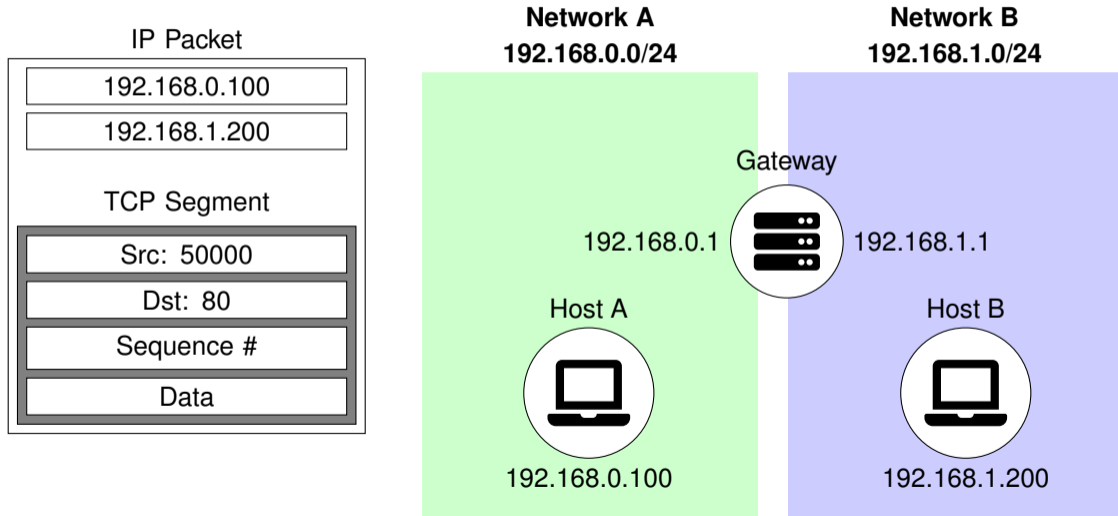 IP Packet
192.168.0.100
192.168.1.200
TCP Segment
Src: 50000
Dst: 80
Sequence #
Data
Network A
192.168.0.0/24
Network B
192.168.1.0/24
Gateway
192.168.0.1
192.168.1.1
Host A
192.168.0.100
Host B
192.168.1.200